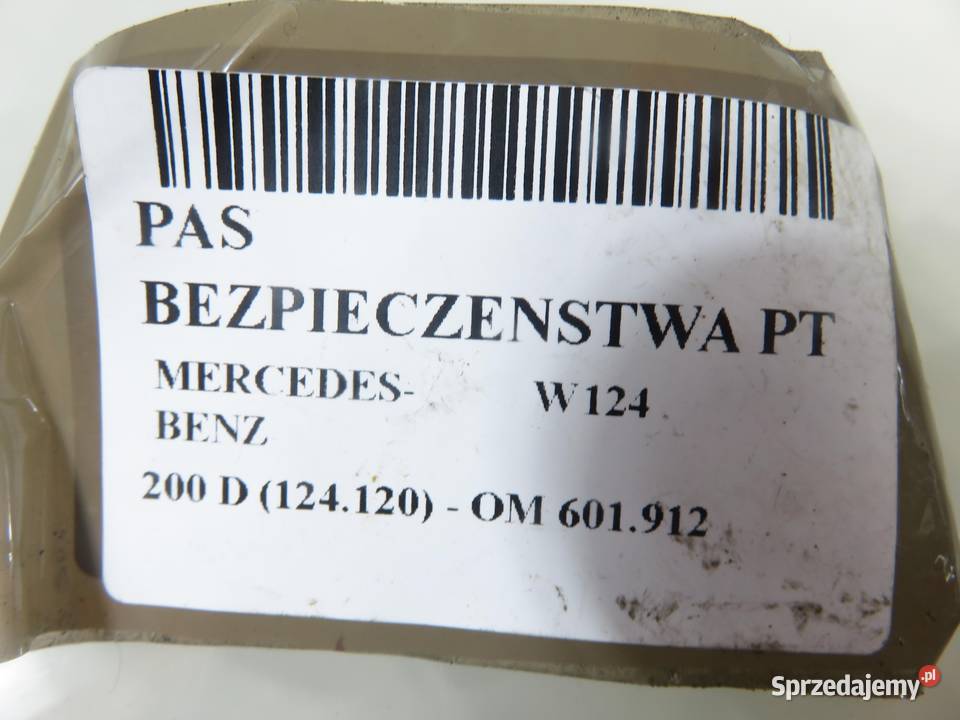 PAS
BEZPIECZENSTWA PT
MERCEDES- W124
BENZ
200 D (124.120) - OM 601.912
Sprzedajemy.pl